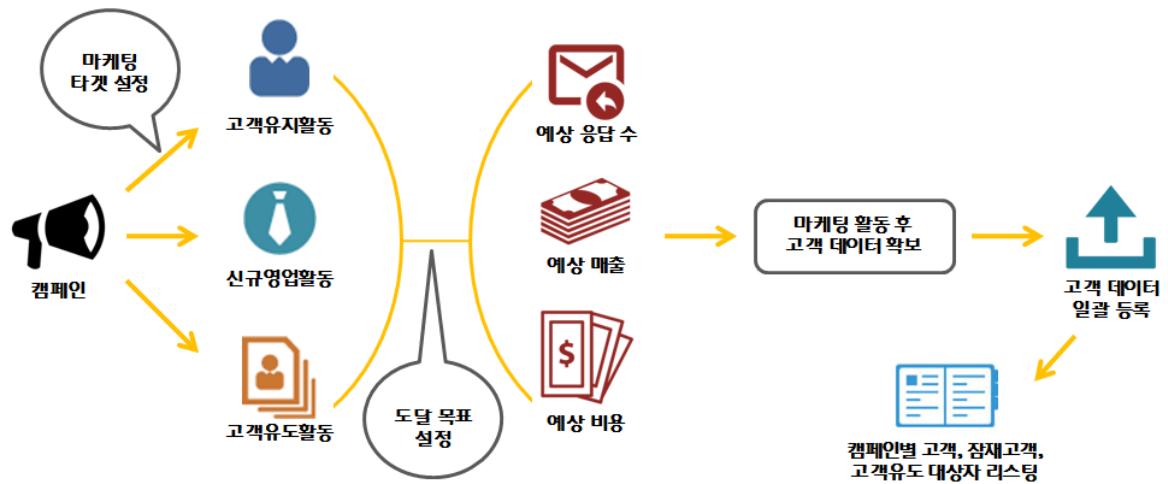 마케팅
타겟 설정
캠페인
고객유지활동
신규영업활동
고객유도활동
도달 목표
설정
예상 응답 수
예상 매출
$
예상 비용
마케팅 활동 후
고객 데이터 확보
고객 데이터
일괄 등록
캠페인별 고객, 잠재고객,
고객유도 대상자 리스팅